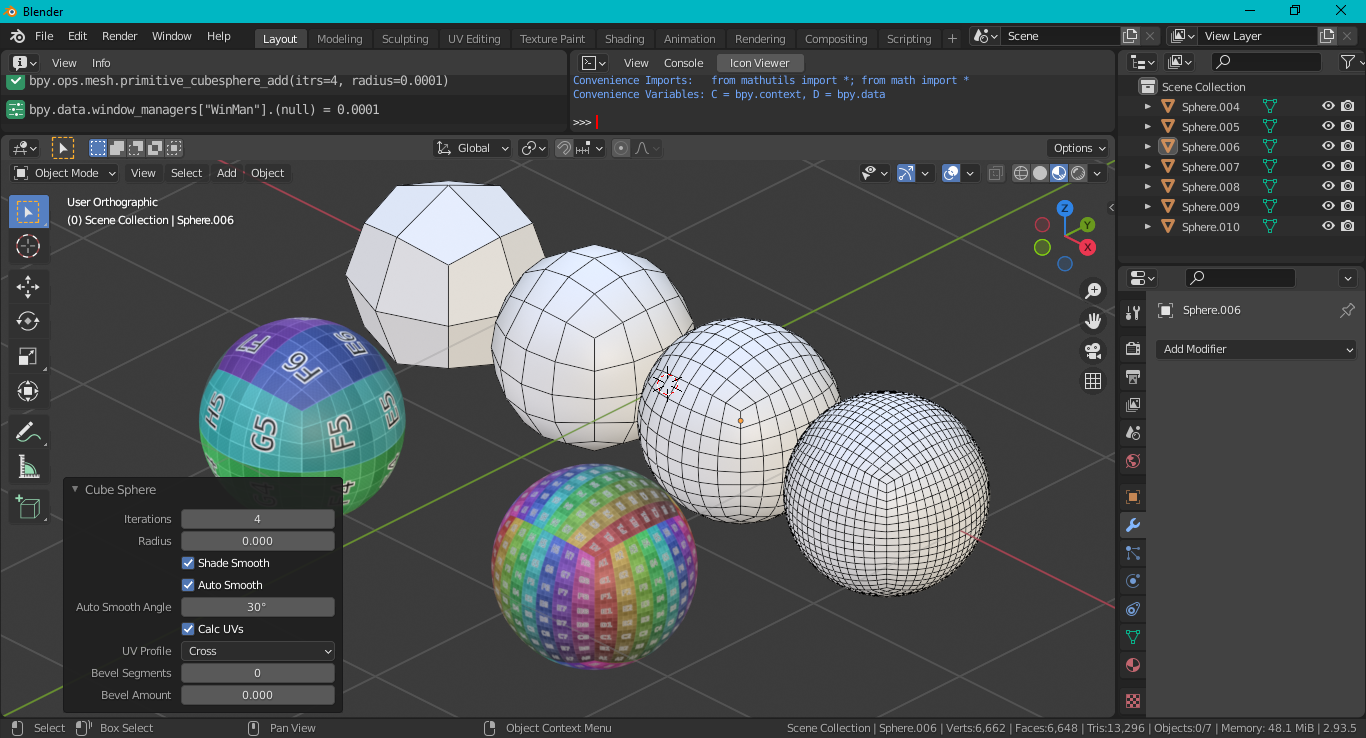 Blender
File Edit Render Window Help Layout Modeling Sculpting UV Editing Texture Paint Shading Animation Rendering Compositing Scripting + Scene View Layer
View Info
bpy.ops.mesh.primitive_cubesphere_add(itrs=4, radius=0.0001)
bpy.data.window_managers["WinMan"].(null) = 0.0001
View Console Icon Viewer
Convenience Imports: from mathutils import *; from math import *
Convenience Variables: C = bpy.context, D = bpy.data
>>>
Scene Collection
Sphere.004
Sphere.005
Sphere.006
Sphere.007
Sphere.008
Sphere.009
Sphere.010
Global Options
Object Mode View Select Add Object
User Orthographic
(0) Scene Collection | Sphere.006
Z
Y
X
F6
H5 G5 F5 E5
Sphere.006
Add Modifier
Cube Sphere
Iterations 4
Radius 0.000
Shade Smooth
Auto Smooth
Auto Smooth Angle 30°
Calc UVs
UV Profile Cross
Bevel Segments 0
Bevel Amount 0.000
Select Box Select Pan View Object Context Menu Scene Collection | Sphere.006 | Verts:6,662 | Faces:6,648 | Tris:13,296 | Objects:0/7 | Memory: 48.1 MiB | 2.93.5